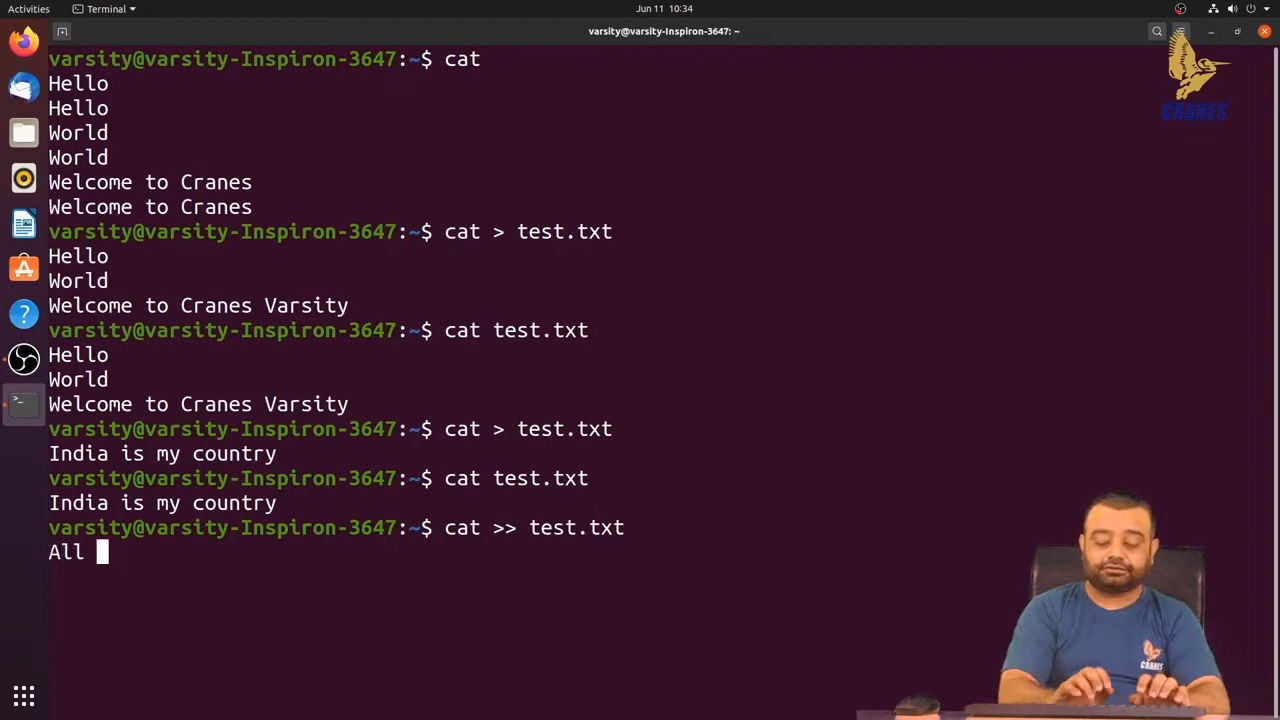 Activities
Terminal
Jun 11 10:34
varsity@varsity-Inspiron-3647: ~
varsity@varsity-Inspiron-3647:~$ cat
Hello
Hello
World
World
Welcome to Cranes
Welcome to Cranes
varsity@varsity-Inspiron-3647:~$ cat > test.txt
Hello
World
Welcome to Cranes Varsity
varsity@varsity-Inspiron-3647:~$ cat test.txt
Hello
World
Welcome to Cranes Varsity
varsity@varsity-Inspiron-3647:~$ cat > test.txt
India is my country
varsity@varsity-Inspiron-3647:~$ cat test.txt
India is my country
varsity@varsity-Inspiron-3647:~$ cat >> test.txt
All
CRANES
CRANES